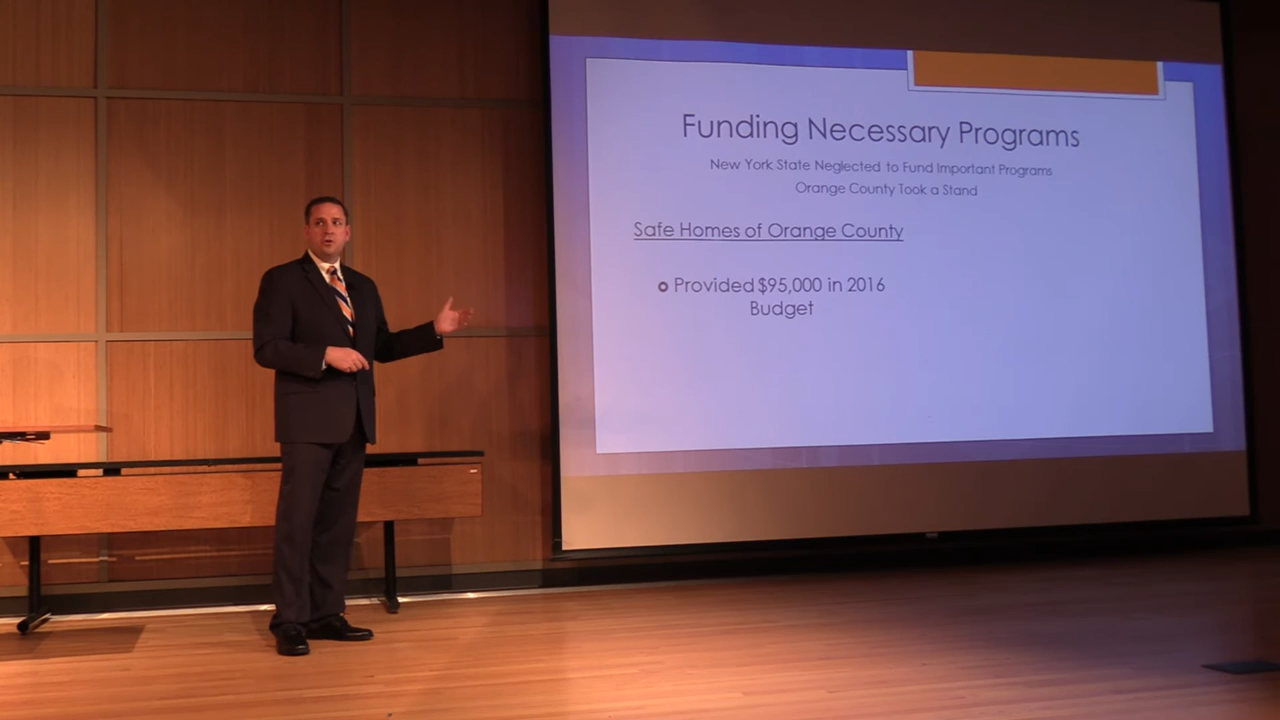 Funding Necessary Programs
New York State Neglected to Fund Important Programs
Orange County Took a Stand
Safe Homes of Orange County
Provided $95,000 in 2016
Budget